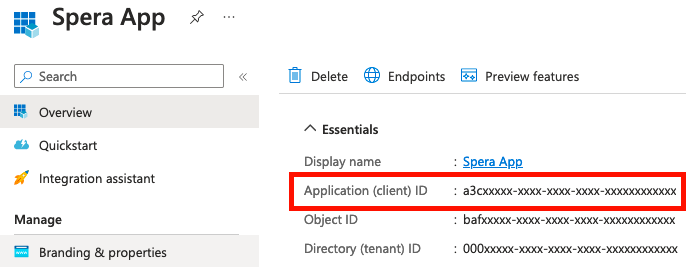 Spera App
Search
Delete
Endpoints
Preview features
Overview
Quickstart
Integration assistant
Manage
Branding & properties
Essentials
Display name : Spera App
Application (client) ID : a3cxxxxx-xxxx-xxxx-xxxx-xxxxxxxxxxxx
Object ID : bafxxxxx-xxxx-xxxx-xxxx-xxxxxxxxxxxx
Directory (tenant) ID : 000xxxxx-xxxx-xxxx-xxxx-xxxxxxxxxxxx